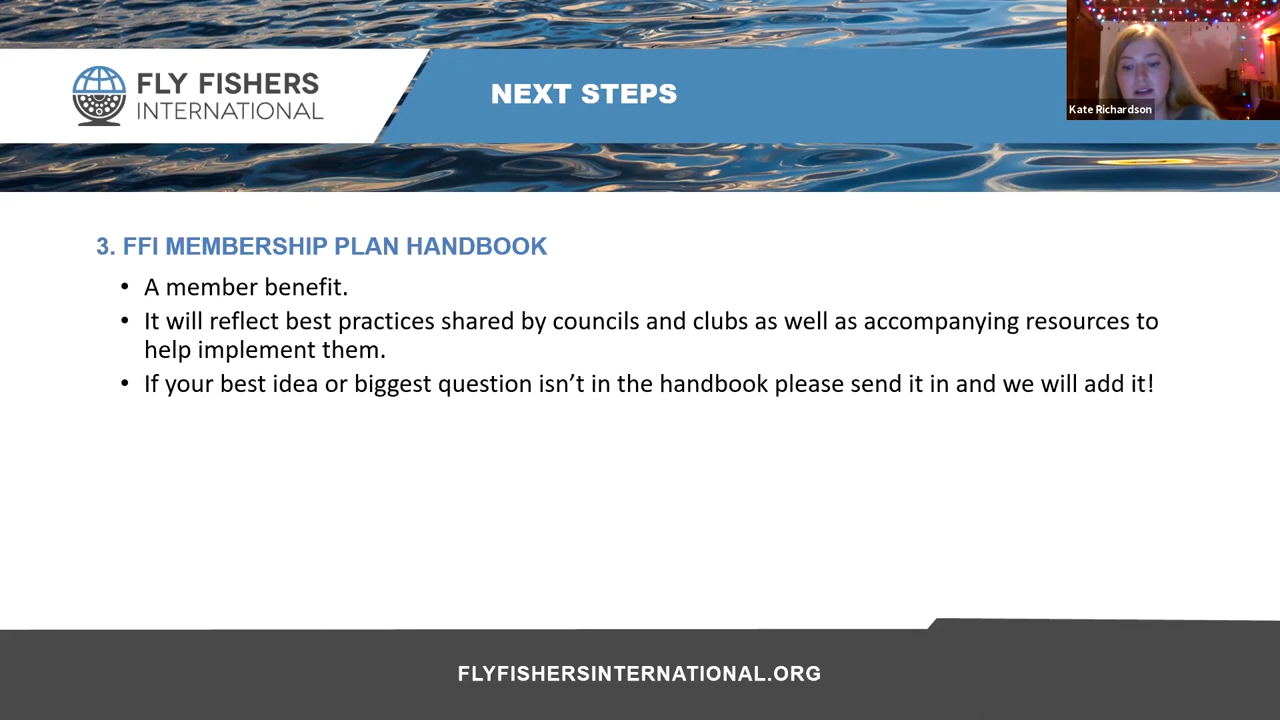 FLY FISHERS
INTERNATIONAL
NEXT STEPS
Kate Richardson
3. FFI MEMBERSHIP PLAN HANDBOOK
• A member benefit.
• It will reflect best practices shared by councils and clubs as well as accompanying resources to
help implement them.
• If your best idea or biggest question isn’t in the handbook please send it in and we will add it!
FLYFISHERSINTERNATIONAL.ORG